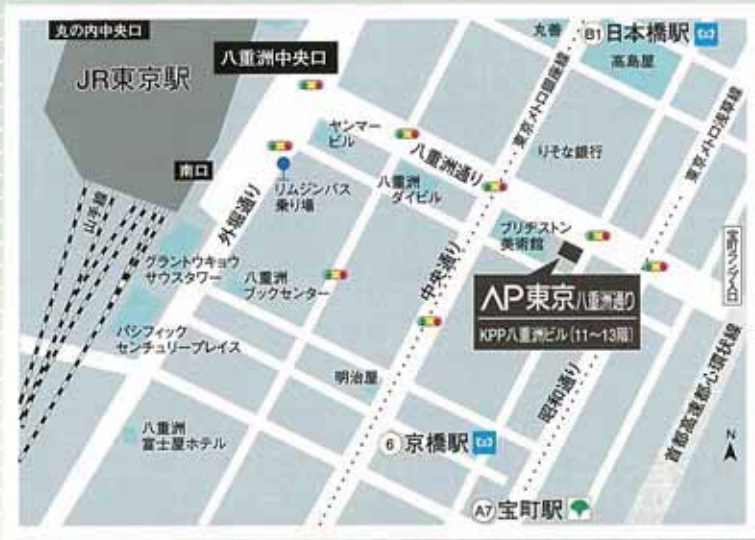 丸の内中央口
JR東京駅
八重洲中央口
丸善
B1 日本橋駅
高島屋
東京メトロ銀座線
東京メトロ浅草線
ヤンマー
ビル
八重洲通り
りそな銀行
南口
リムジンバス
乗り場
八重洲
ダイビル
山手線
外堀通り
ブリヂストン
美術館
宝町ランプ入口
グラントウキョウ
サウスタワー
八重洲
ブックセンター
中央通り
AP東京八重洲通り
KPP八重洲ビル(11〜13階)
パシフィック
センチュリープレイス
明治屋
昭和通り
首都高速都心環状線
八重洲
富士屋ホテル
6 京橋駅
N
A7 宝町駅